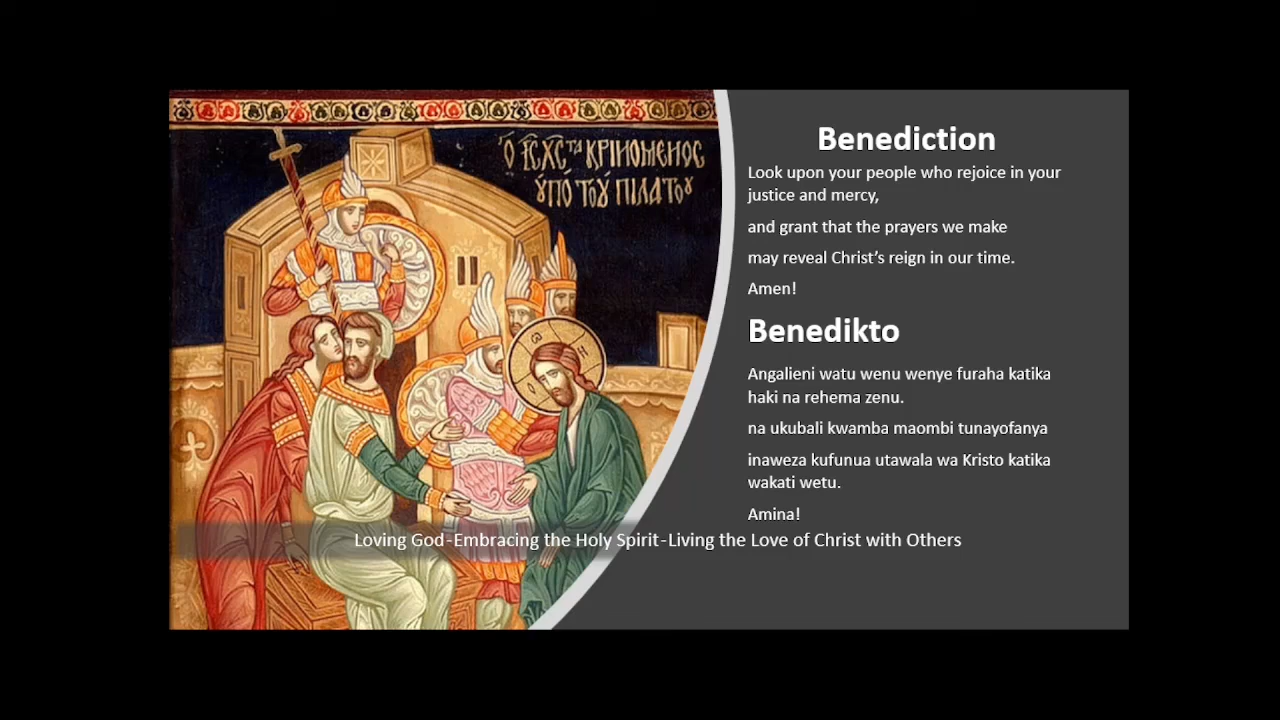 Ὁ ΙC̅ XC̅ ΚΡΙΝΟΜΕΝΟC
ὙΠΟ ΤΟΥ ΠΙΛΑΤΟΥ
Benediction
Look upon your people who rejoice in your
justice and mercy,
and grant that the prayers we make
may reveal Christ’s reign in our time.
Amen!
Benedikto
Angalieni watu wenu wenye furaha katika
haki na rehema zenu.
na ukubali kwamba maombi tunayofanya
inaweza kufunua utawala wa Kristo katika
wakati wetu.
Amina!
Loving God-Embracing the Holy Spirit-Living the Love of Christ with Others